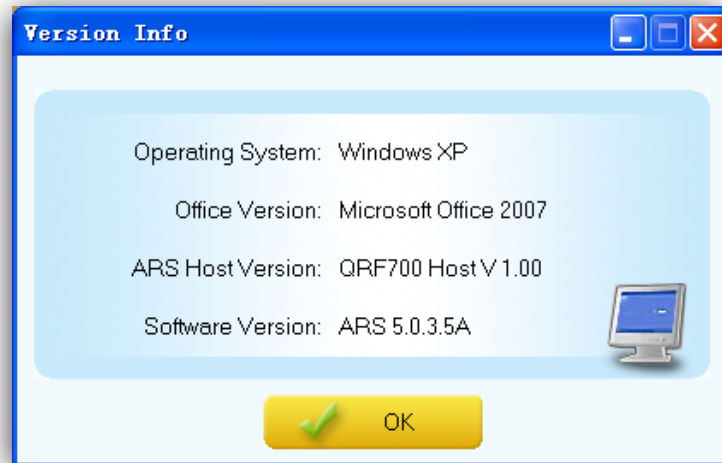 Version Info
Operating System: Windows XP
Office Version: Microsoft Office 2007
ARS Host Version: QRF700 Host V 1.00
Software Version: ARS 5.0.3.5A
OK